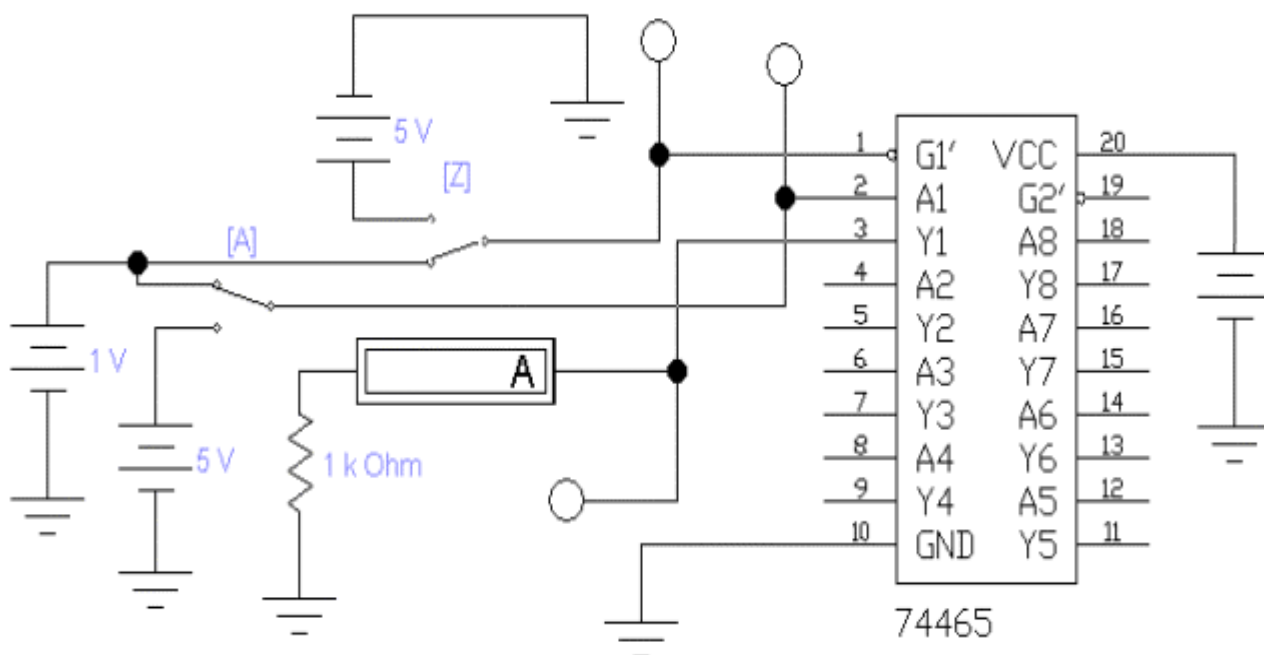 5 V
[Z]
[A]
1 V
5 V
A
1 k Ohm
1 G1′ VCC 20
2 A1 G2′ 19
3 Y1 A8 18
4 A2 Y8 17
5 Y2 A7 16
6 A3 Y7 15
7 Y3 A6 14
8 A4 Y6 13
9 Y4 A5 12
10 GND Y5 11
74465